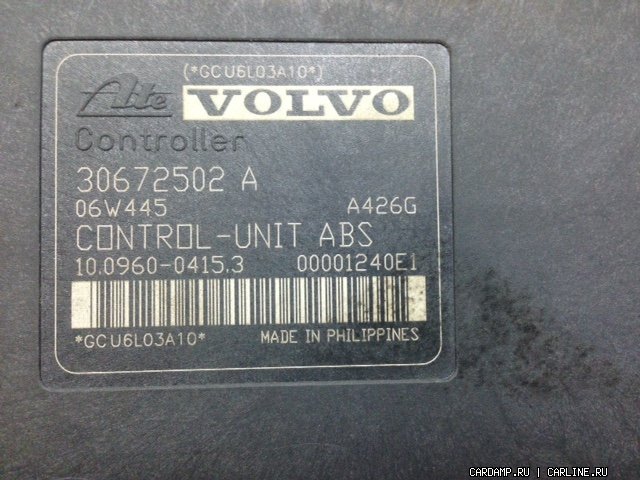 (*GCU6L03A10*)
Ate VOLVO
Controller
30672502 A
06W445 A426G
CONTROL-UNIT ABS
10.0960-0415.3 00001240E1
*GCU6L03A10* MADE IN PHILIPPINES
CARDAMP.RU | CARLINE.RU